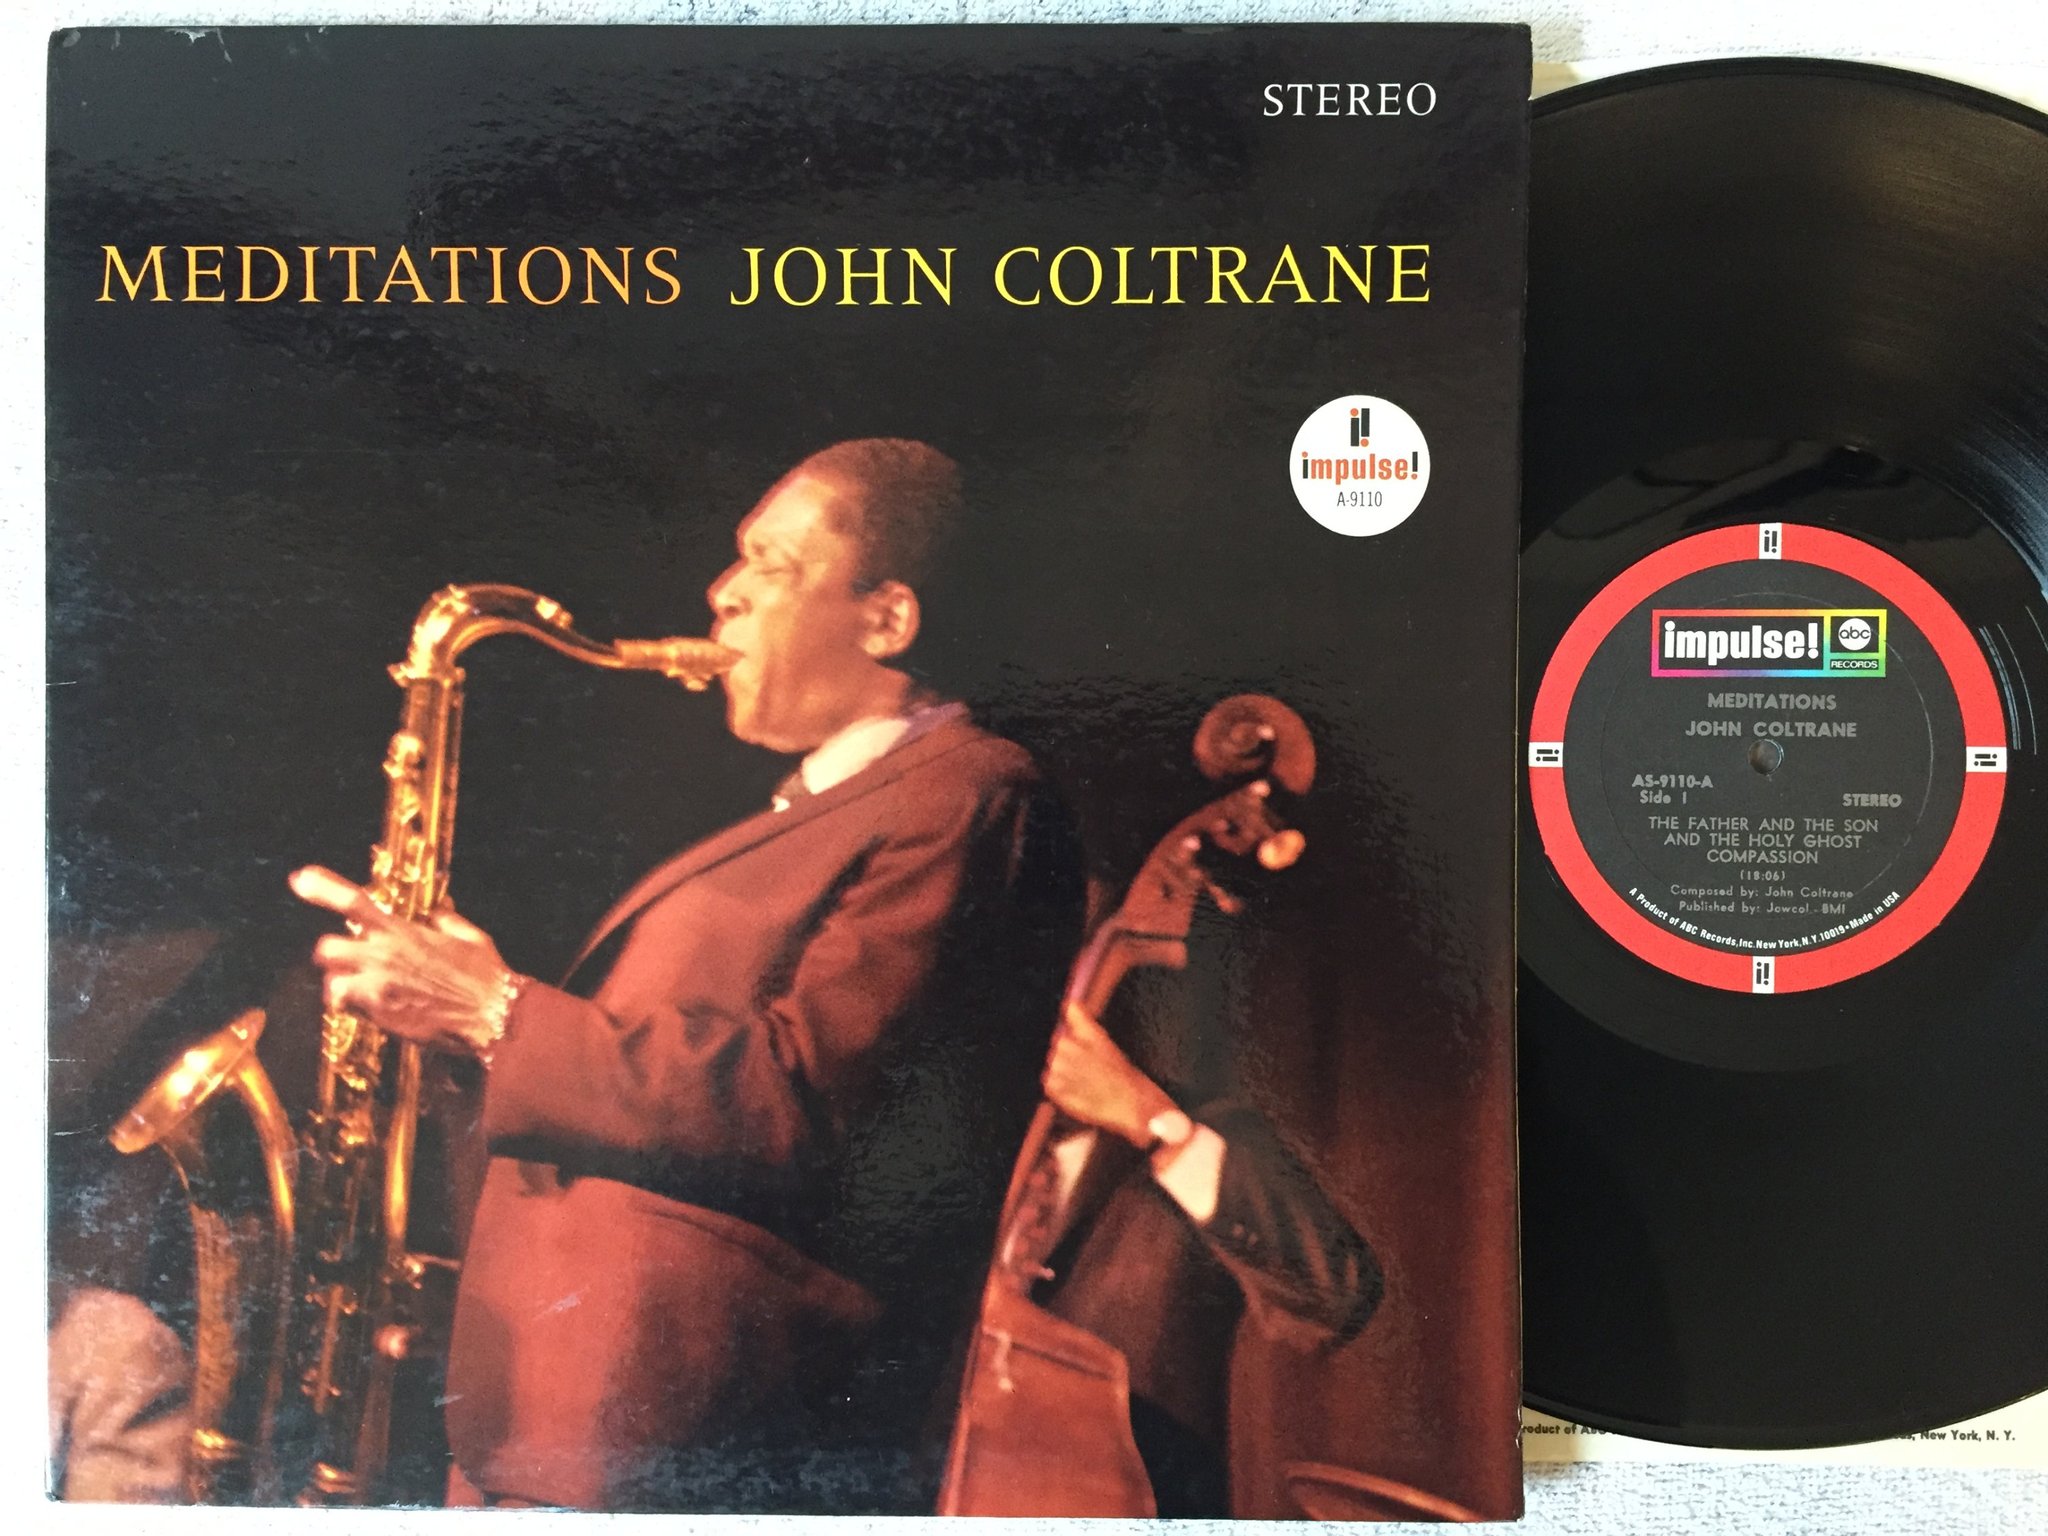 STEREO
MEDITATIONS JOHN COLTRANE
impulse!
A-9110
impulse! abc RECORDS
MEDITATIONS
JOHN COLTRANE
AS-9110-A
Side 1 STEREO
THE FATHER AND THE SON
AND THE HOLY GHOST
COMPASSION
(18:06)
Composed by: John Coltrane
Published by: Jowcol - BMI
A Product of ABC Records, Inc. New York, N.Y. 10019 • Made in USA
roduct of
, New York, N. Y.